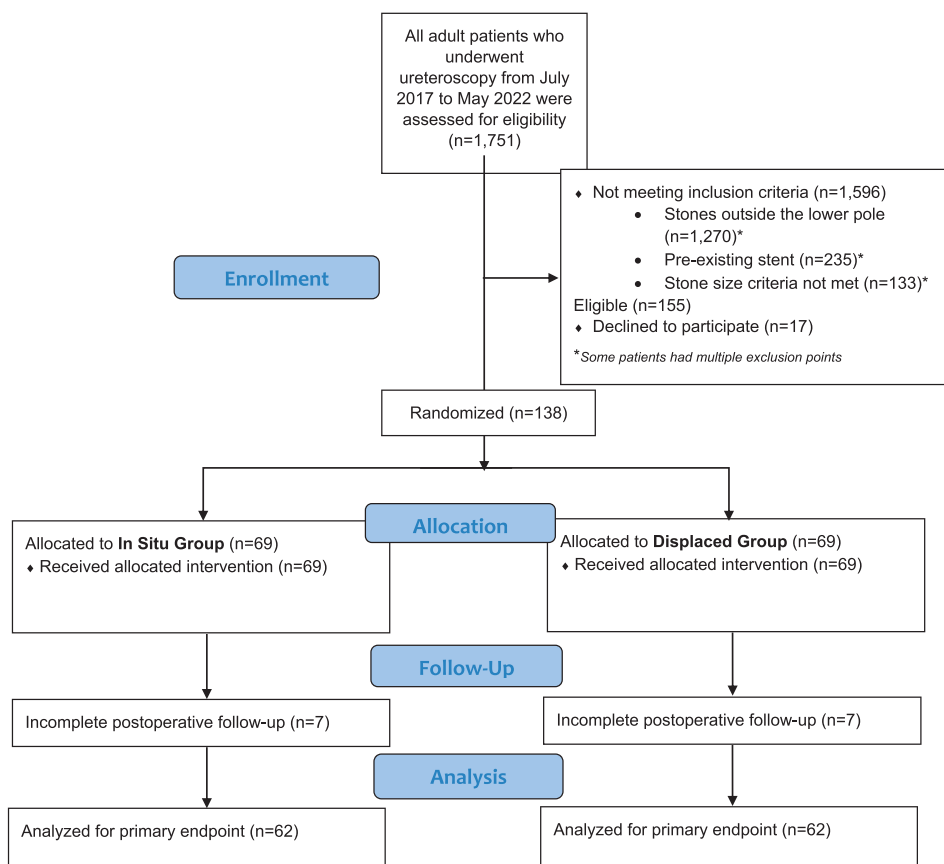 All adult patients who
underwent
ureteroscopy from July
2017 to May 2022 were
assessed for eligibility
(n=1,751)
⬧ Not meeting inclusion criteria (n=1,596)
• Stones outside the lower pole
(n=1,270)*
• Pre-existing stent (n=235)*
• Stone size criteria not met (n=133)*
Eligible (n=155)
⬧ Declined to participate (n=17)
*Some patients had multiple exclusion points
Enrollment
Randomized (n=138)
Allocation
Allocated to In Situ Group (n=69)
⬧ Received allocated intervention (n=69)
Allocated to Displaced Group (n=69)
⬧ Received allocated intervention (n=69)
Follow-Up
Incomplete postoperative follow-up (n=7)
Incomplete postoperative follow-up (n=7)
Analysis
Analyzed for primary endpoint (n=62)
Analyzed for primary endpoint (n=62)